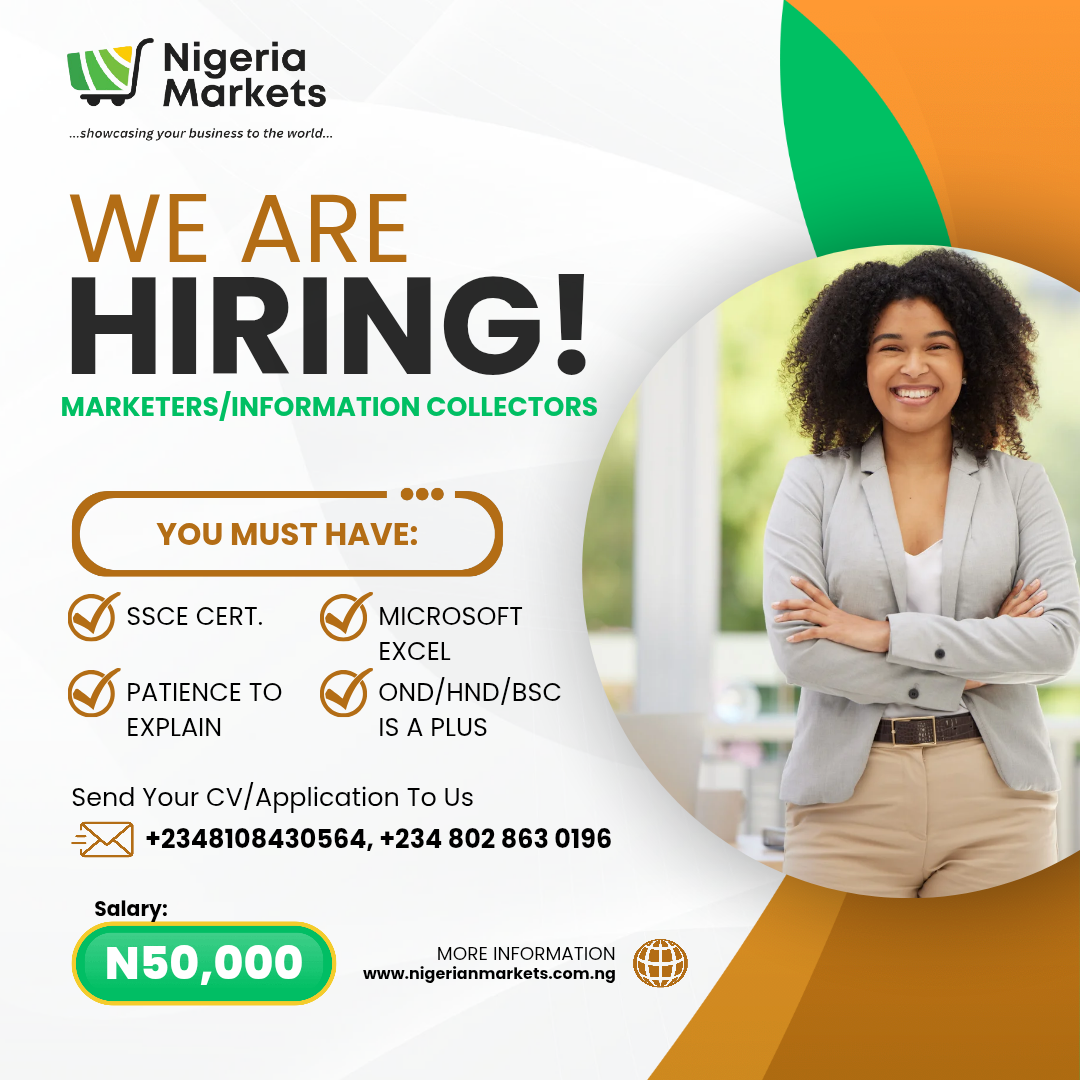 Nigeria
Markets
...showcasing your business to the world...
WE ARE
HIRING!
MARKETERS/INFORMATION COLLECTORS
YOU MUST HAVE:
SSCE CERT.
MICROSOFT
EXCEL
PATIENCE TO
EXPLAIN
OND/HND/BSC
IS A PLUS
Send Your CV/Application To Us
+2348108430564, +234 802 863 0196
Salary:
N50,000
MORE INFORMATION
www.nigerianmarkets.com.ng